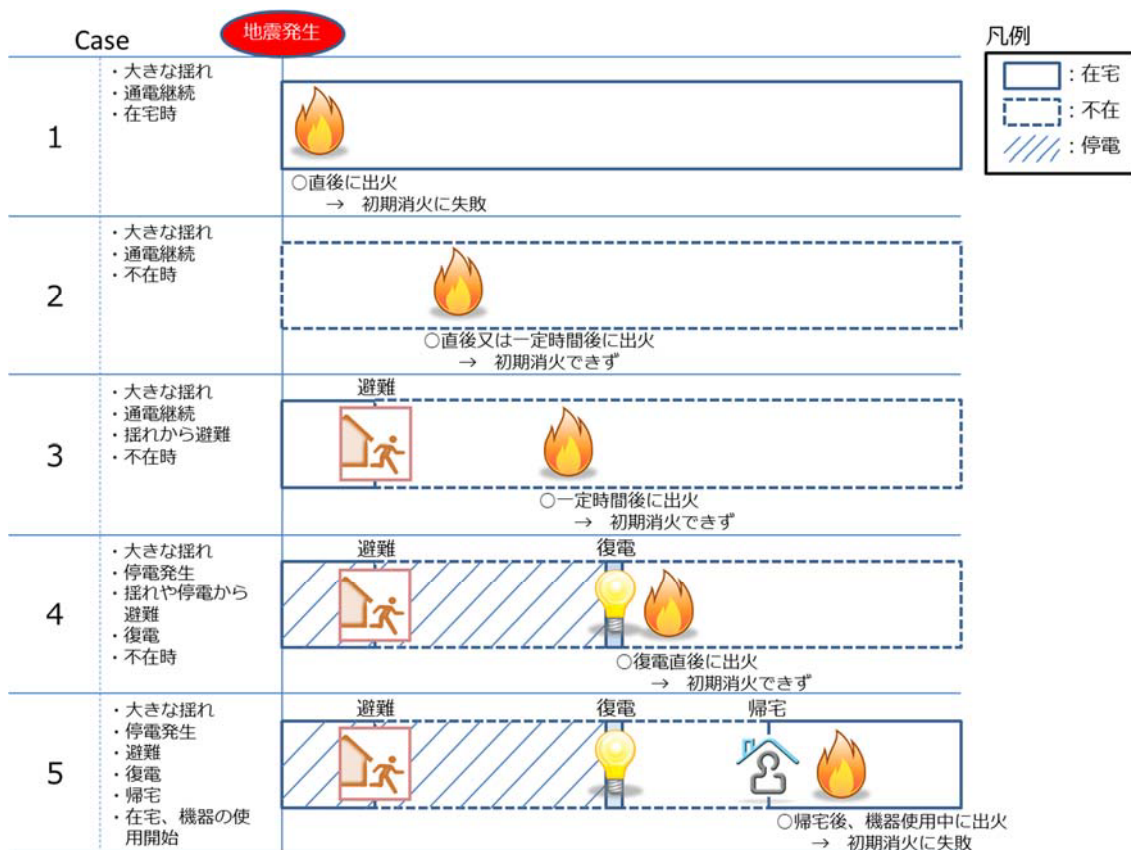 Case
地震発生
凡例
：在宅
：不在
：停電
1
・大きな揺れ
・通電継続
・在宅時
○直後に出火
→ 初期消火に失敗
2
・大きな揺れ
・通電継続
・不在時
○直後又は一定時間後に出火
→ 初期消火できず
3
・大きな揺れ
・通電継続
・揺れから避難
・不在時
避難
○一定時間後に出火
→ 初期消火できず
4
・大きな揺れ
・停電発生
・揺れや停電から
避難
・復電
・不在時
避難
復電
○復電直後に出火
→ 初期消火できず
5
・大きな揺れ
・停電発生
・避難
・復電
・帰宅
・在宅、機器の使
用開始
避難
復電
帰宅
○帰宅後、機器使用中に出火
→ 初期消火に失敗